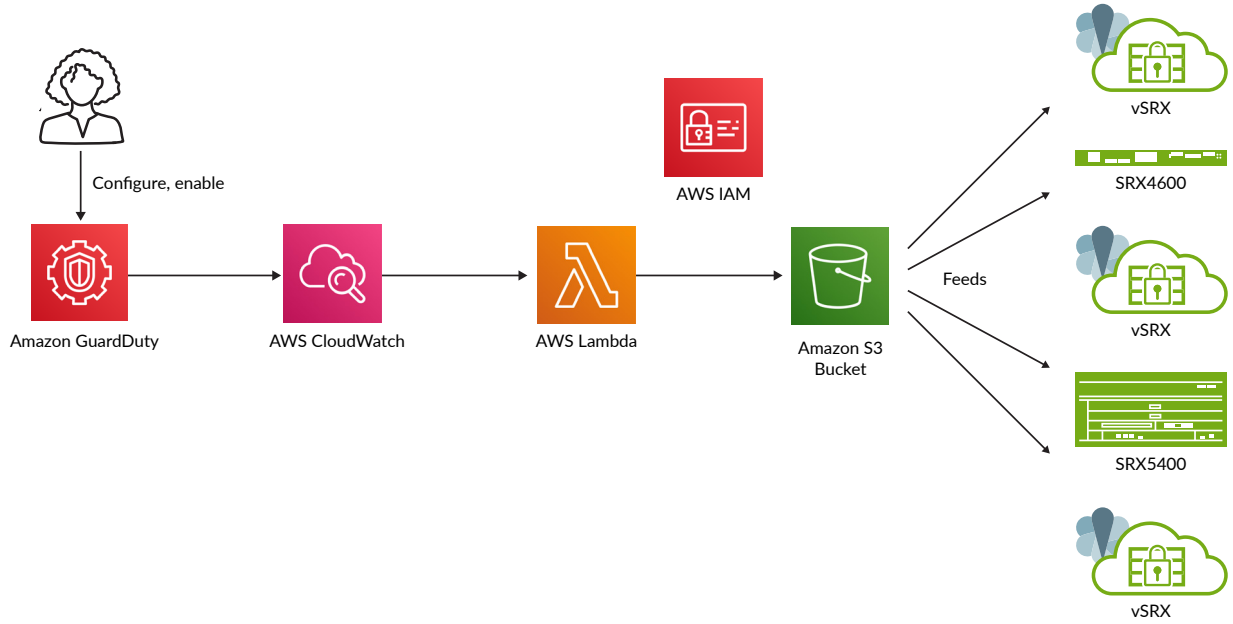 Configure, enable
Amazon GuardDuty
AWS CloudWatch
AWS Lambda
AWS IAM
Amazon S3
Bucket
Feeds
vSRX
SRX4600
vSRX
SRX5400
vSRX